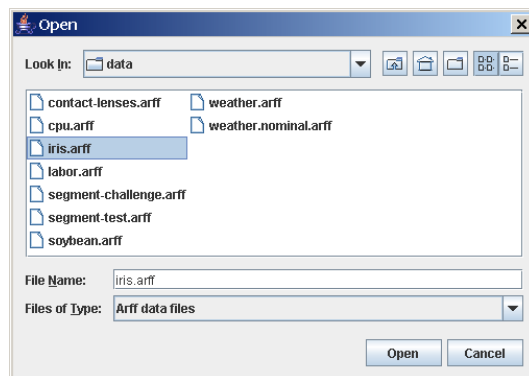 Open
Look In: data
contact-lenses.arff
cpu.arff
iris.arff
labor.arff
segment-challenge.arff
segment-test.arff
soybean.arff
weather.arff
weather.nominal.arff
File Name: iris.arff
Files of Type: Arff data files
Open Cancel